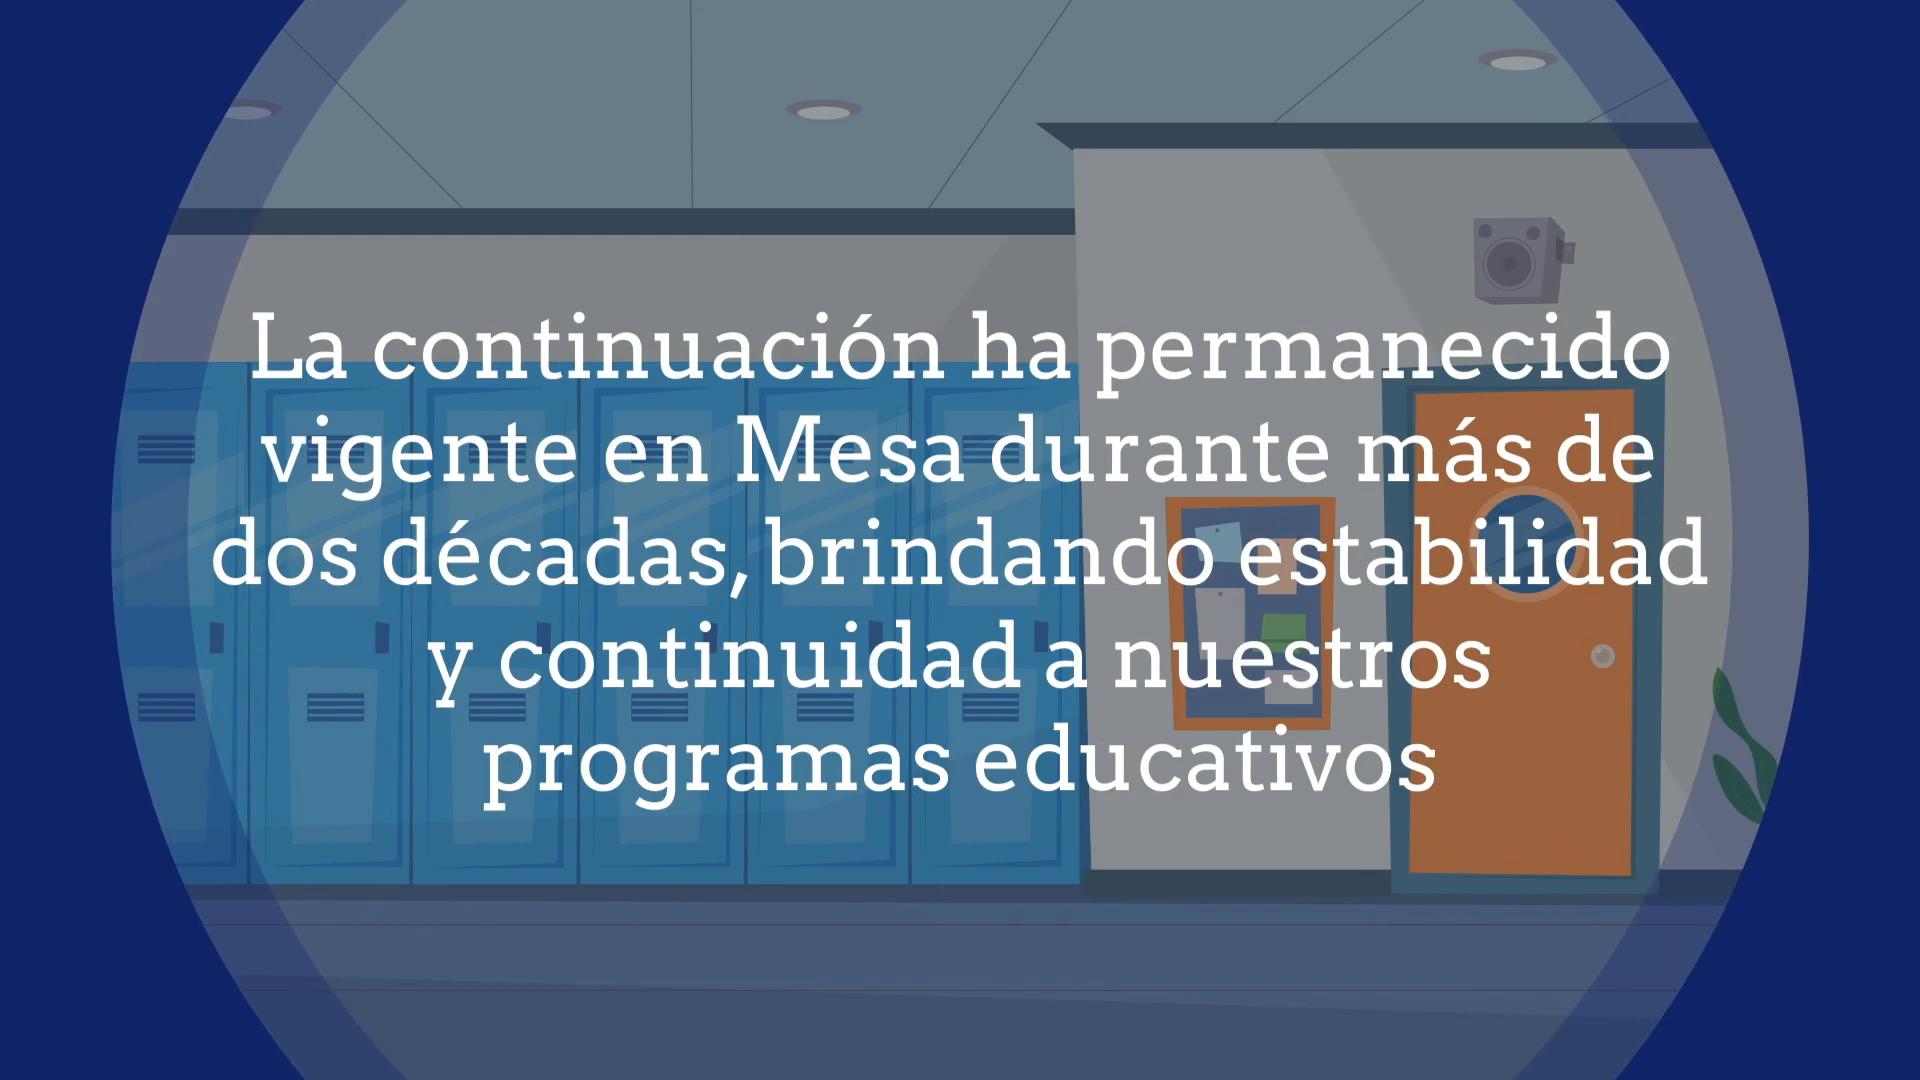 La continuación ha permanecido
vigente en Mesa durante más de
dos décadas, brindando estabilidad
y continuidad a nuestros
programas educativos